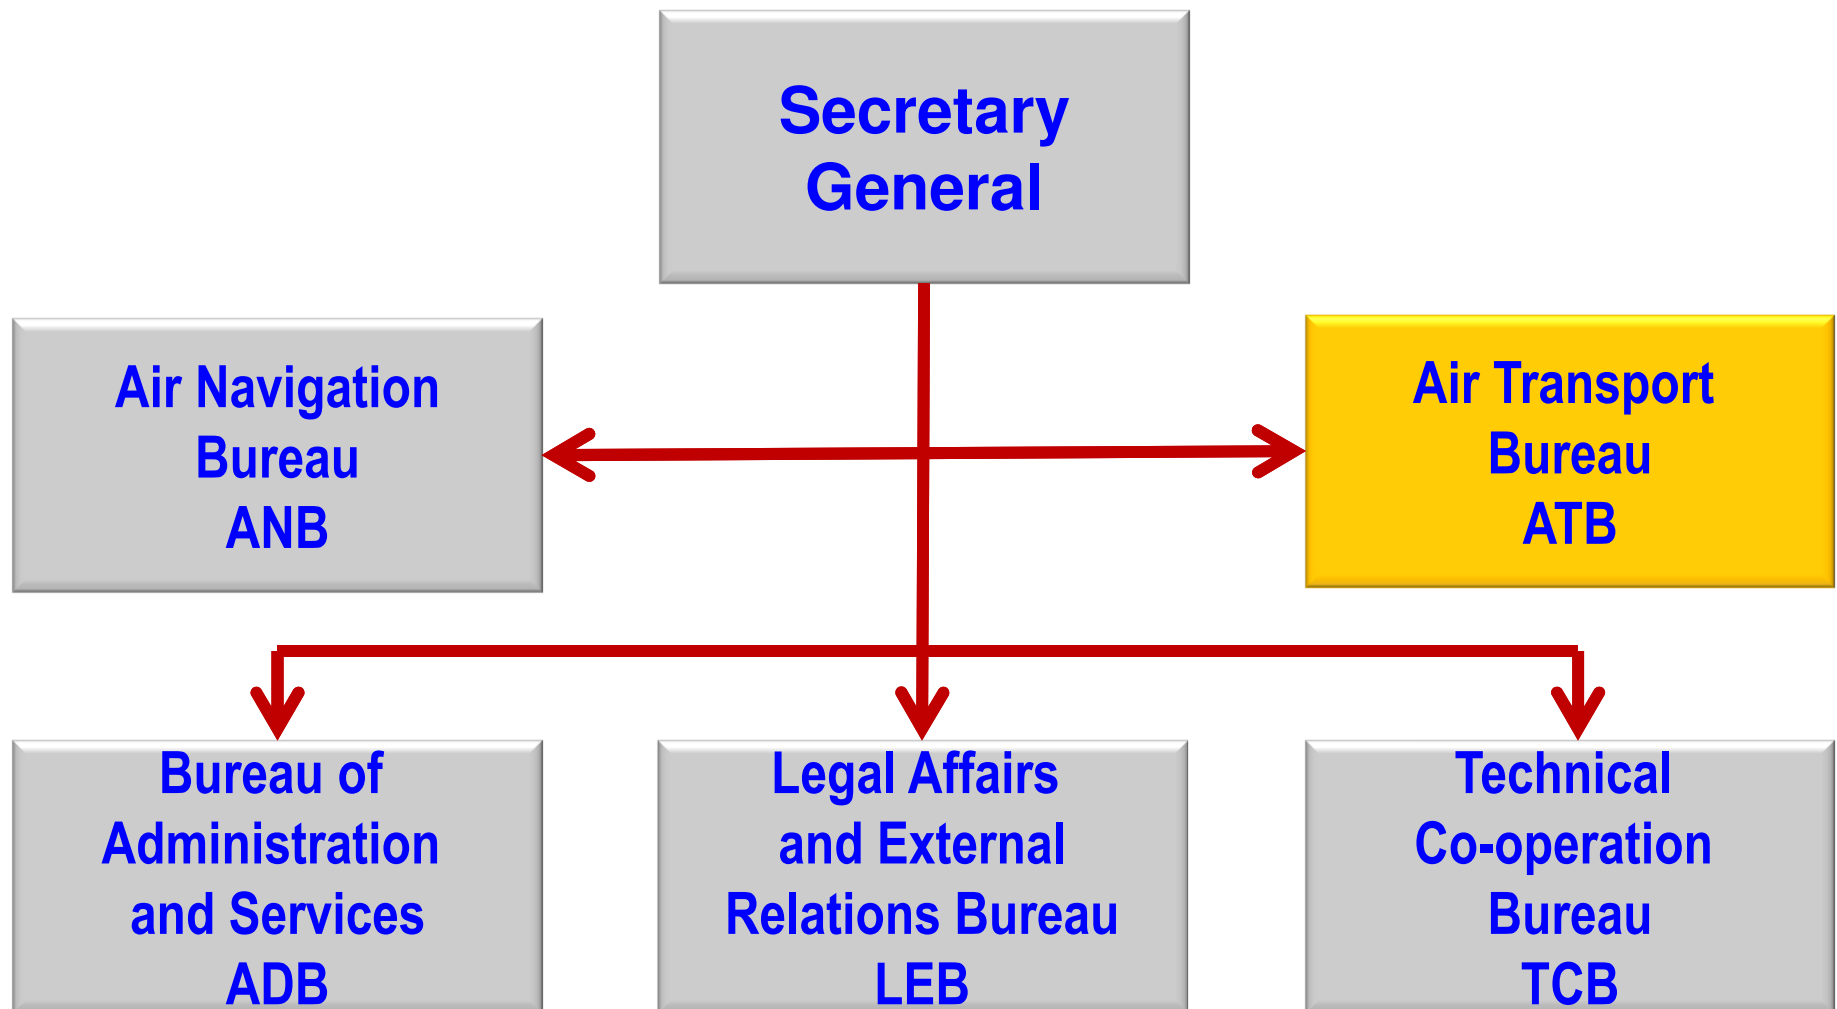 Secretary
General
Air Navigation
Bureau
ANB
Air Transport
Bureau
ATB
Bureau of
Administration
and Services
ADB
Legal Affairs
and External
Relations Bureau
LEB
Technical
Co-operation
Bureau
TCB